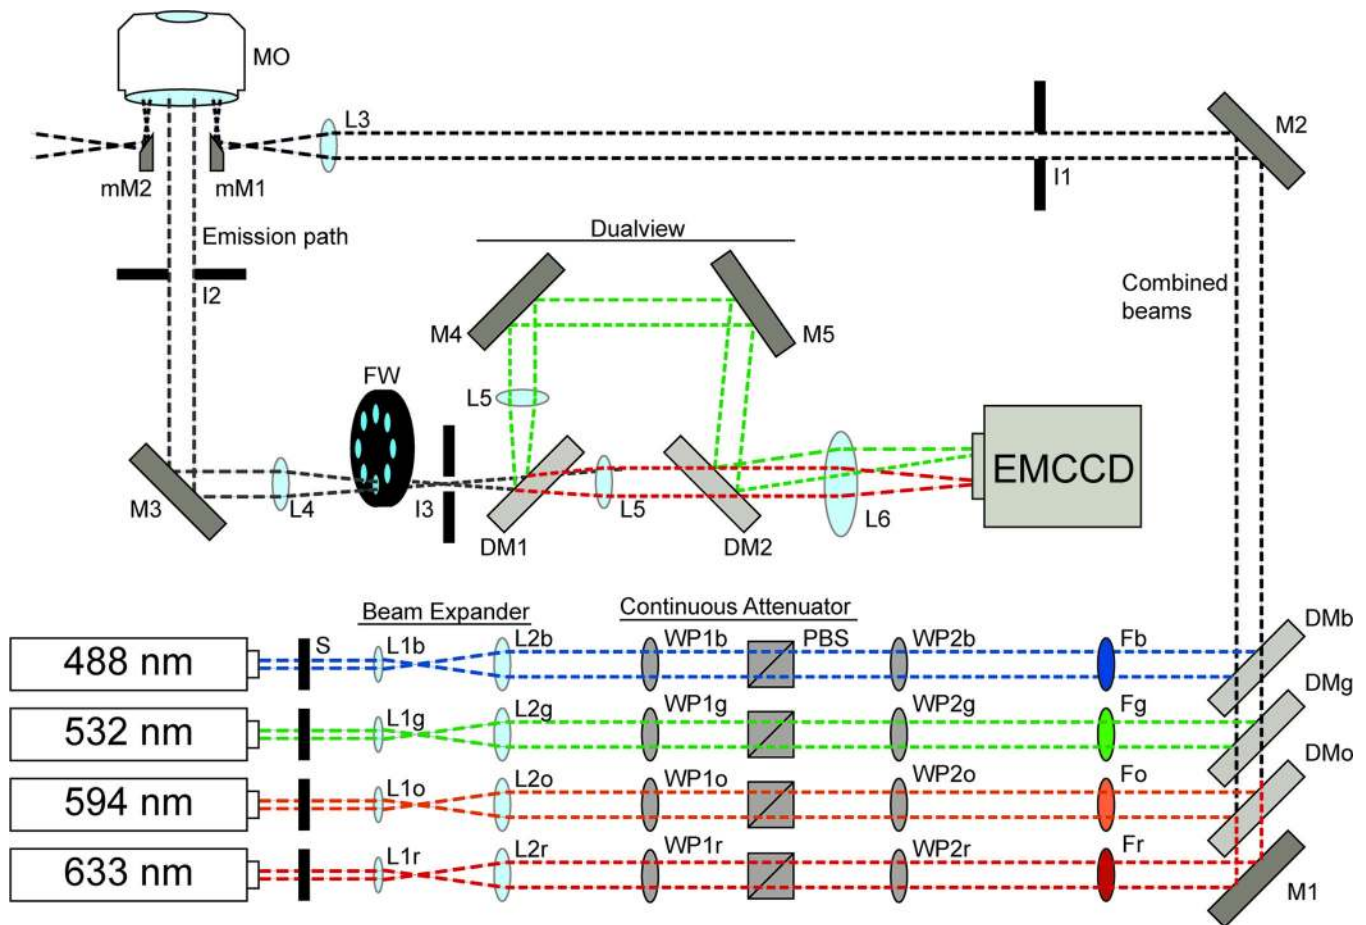 MO
L3
M2
mM2
mM1
I1
Emission path
Dualview
I2
Combined
beams
M4
M5
FW
L5
EMCCD
M3
L4
I3
DM1
L5
DM2
L6
Beam Expander
Continuous Attenuator
DMb
488 nm
S
L1b
L2b
WP1b
PBS
WP2b
Fb
DMg
532 nm
L1g
L2g
WP1g
WP2g
Fg
DMo
594 nm
L1o
L2o
WP1o
WP2o
Fo
633 nm
L1r
L2r
WP1r
WP2r
Fr
M1